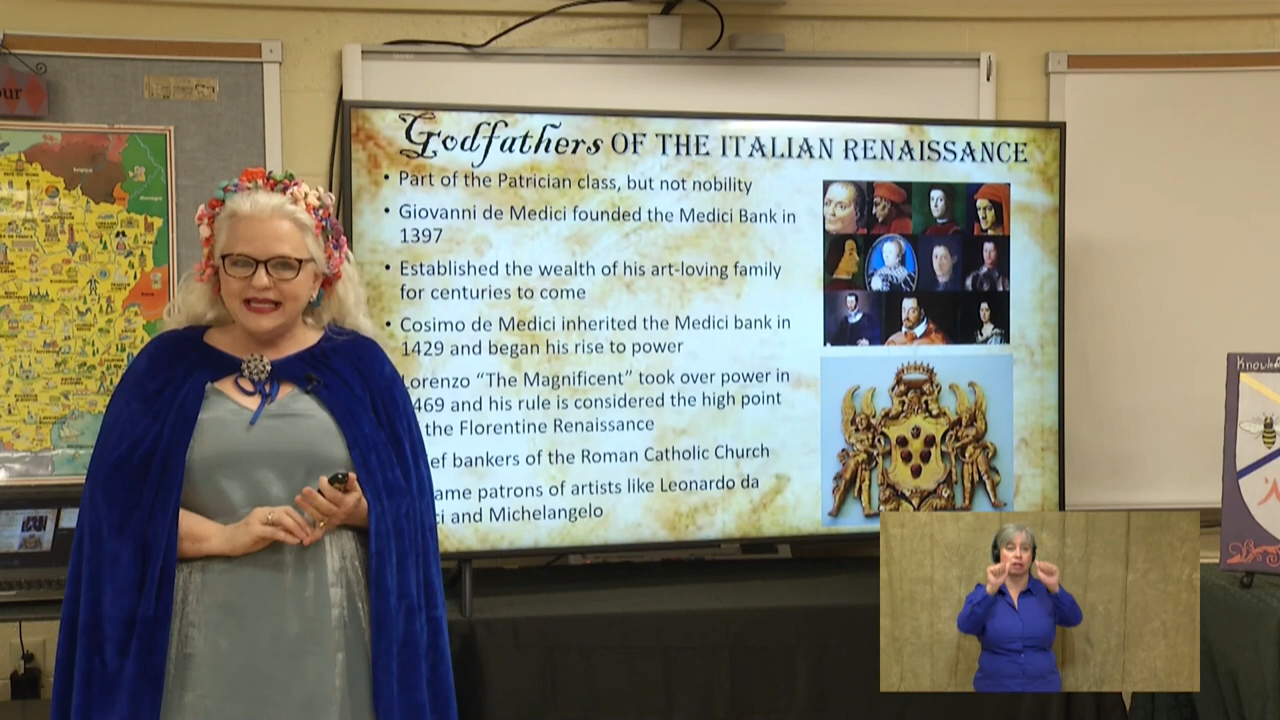 our
Godfathers OF THE ITALIAN RENAISSANCE
• Part of the Patrician class, but not nobility
• Giovanni de Medici founded the Medici Bank in
1397
• Established the wealth of his art-loving family
for centuries to come
• Cosimo de Medici inherited the Medici bank in
1429 and began his rise to power
Lorenzo “The Magnificent” took over power in
469 and his rule is considered the high point
the Florentine Renaissance
ef bankers of the Roman Catholic Church
ame patrons of artists like Leonardo da
ci and Michelangelo